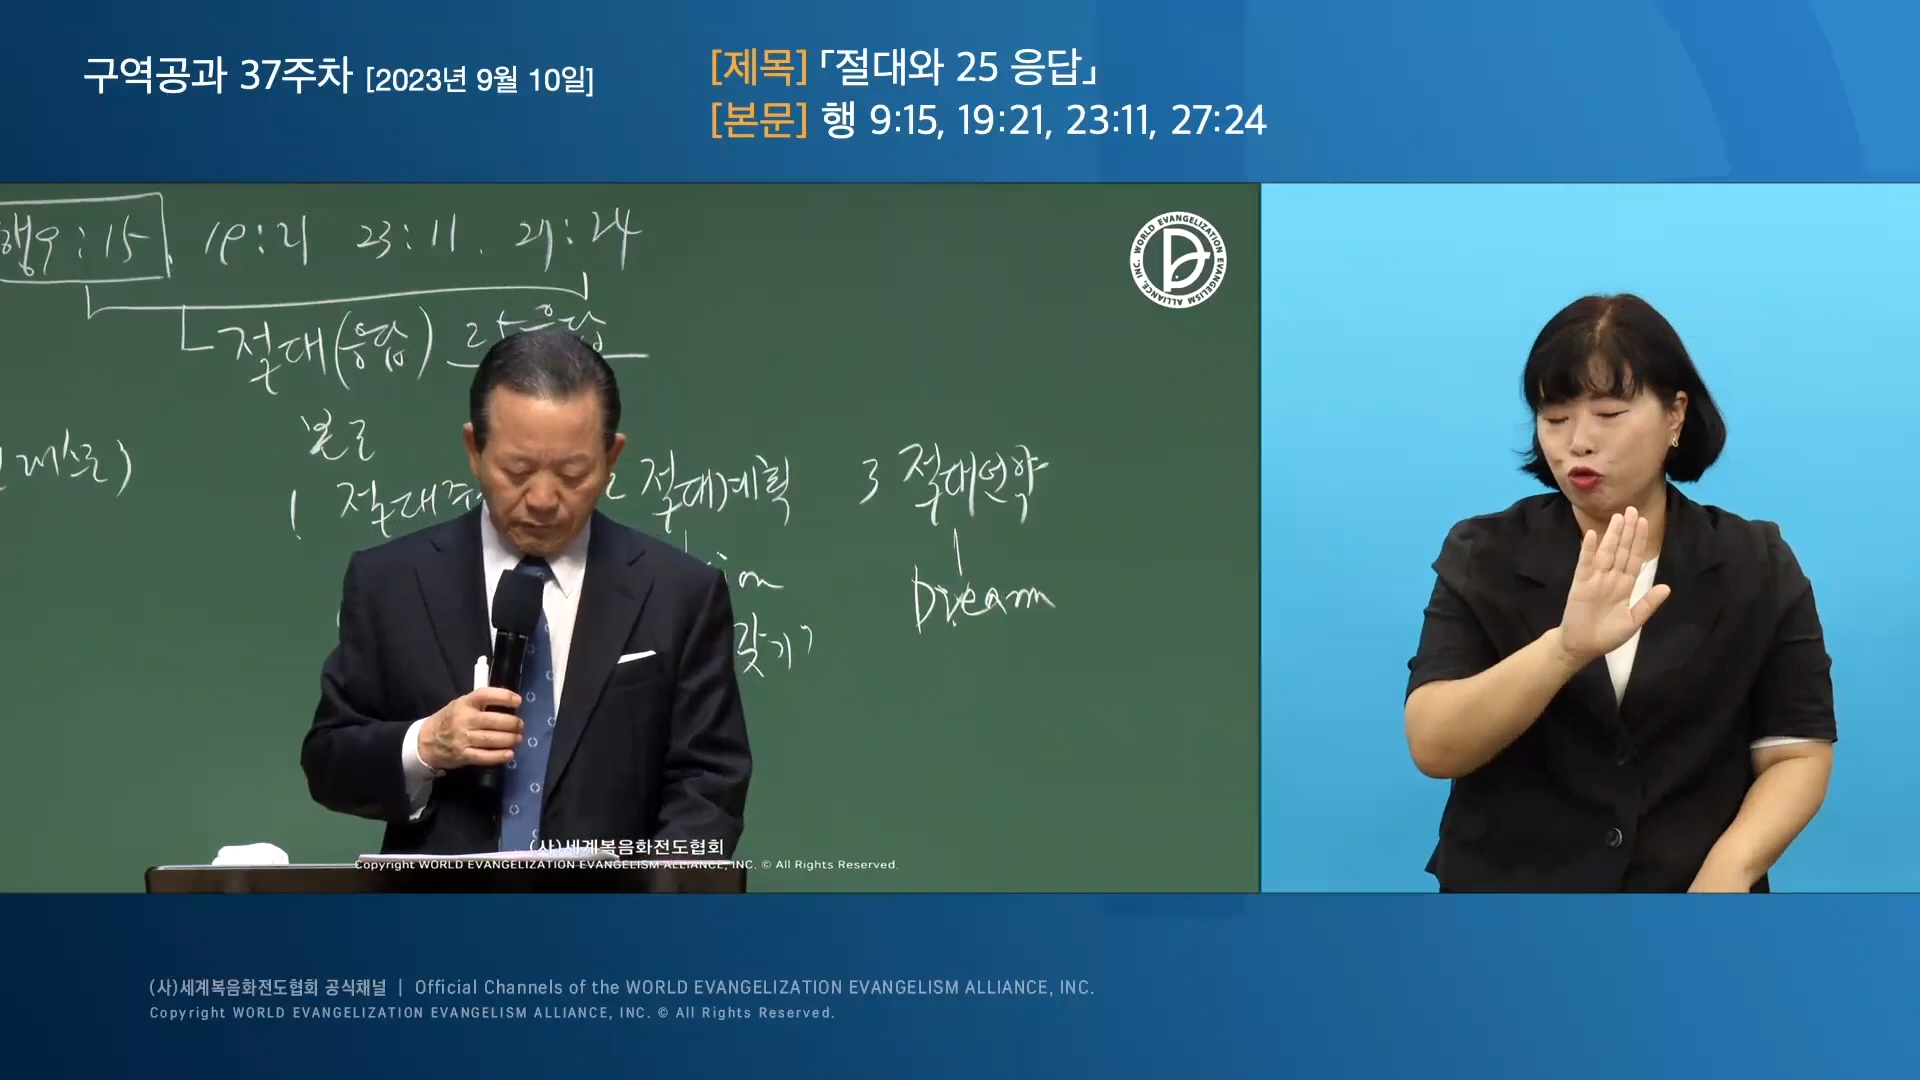 구역공과 37주차 [2023년 9월 10일]
[제목] 「절대와 25 응답」
[본문] 행 9:15, 19:21, 23:11, 27:24
행9:15, 19:21 23:11. 27:24
절대(응답)
본론
1 절대주
2 절대계획
3 절대언약
Dream
갖기
WORLD EVANGELIZATION EVANGELISM ALLIANCE, INC.
(사)세계복음화전도협회
Copyright WORLD EVANGELIZATION EVANGELISM ALLIANCE, INC. © All Rights Reserved.
(사)세계복음화전도협회 공식채널 | Official Channels of the WORLD EVANGELIZATION EVANGELISM ALLIANCE, INC.
Copyright WORLD EVANGELIZATION EVANGELISM ALLIANCE, INC. © All Rights Reserved.